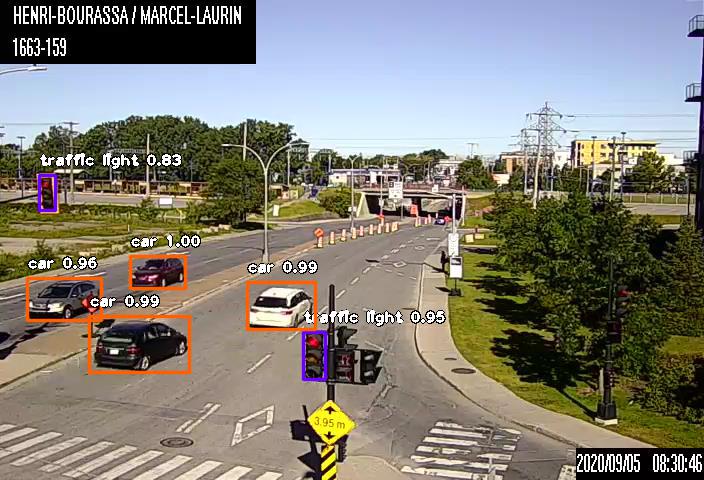 HENRI-BOURASSA / MARCEL-LAURIN
1663-159
traffic light 0.83
car 1.00
car 0.96
car 0.99
car 0.99
traffic light 0.95
3.95 m
2020/09/05 08:30:46